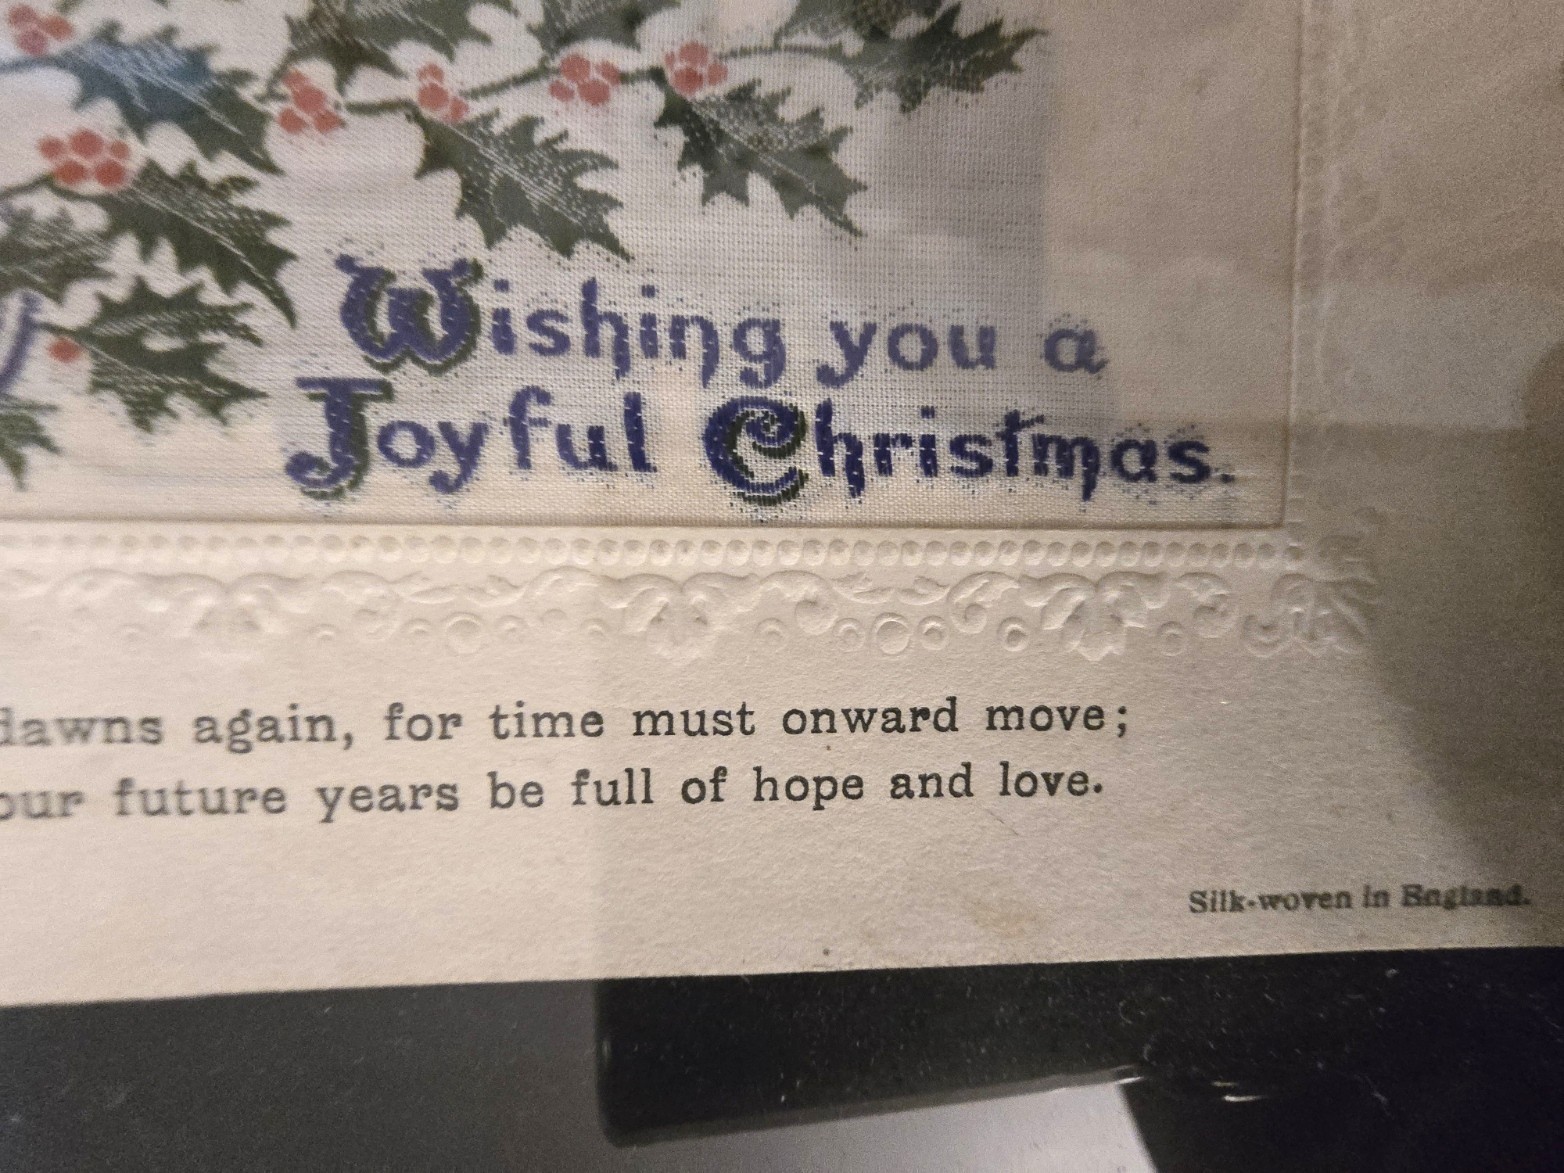 Wishing you a
Joyful Christmas.
dawns again, for time must onward move;
our future years be full of hope and love.
Silk-woven in England.